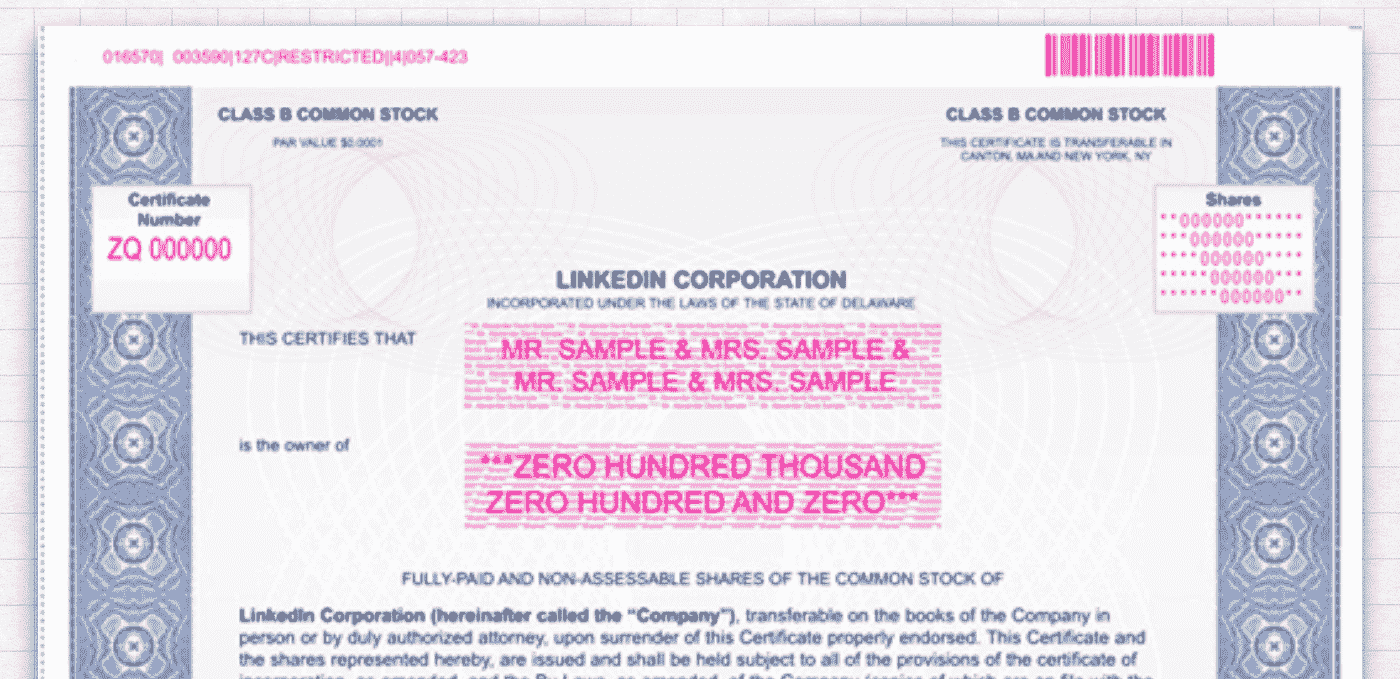 016570| 003590|127C|RESTRICTED||4|057-423
CLASS B COMMON STOCK
PAR VALUE $0.0001
CLASS B COMMON STOCK
THIS CERTIFICATE IS TRANSFERABLE IN
CANTON, MA AND NEW YORK, NY
Certificate
Number
ZQ 000000
Shares
**000000******
***000000*****
****000000****
*****000000***
******000000**
LINKEDIN CORPORATION
INCORPORATED UNDER THE LAWS OF THE STATE OF DELAWARE
THIS CERTIFIES THAT
MR. SAMPLE & MRS. SAMPLE &
MR. SAMPLE & MRS. SAMPLE
is the owner of
***ZERO HUNDRED THOUSAND
ZERO HUNDRED AND ZERO***
FULLY-PAID AND NON-ASSESSABLE SHARES OF THE COMMON STOCK OF
LinkedIn Corporation (hereinafter called the “Company”), transferable on the books of the Company in
person or by duly authorized attorney, upon surrender of this Certificate properly endorsed. This Certificate and
the shares represented hereby, are issued and shall be held subject to all of the provisions of the certificate of